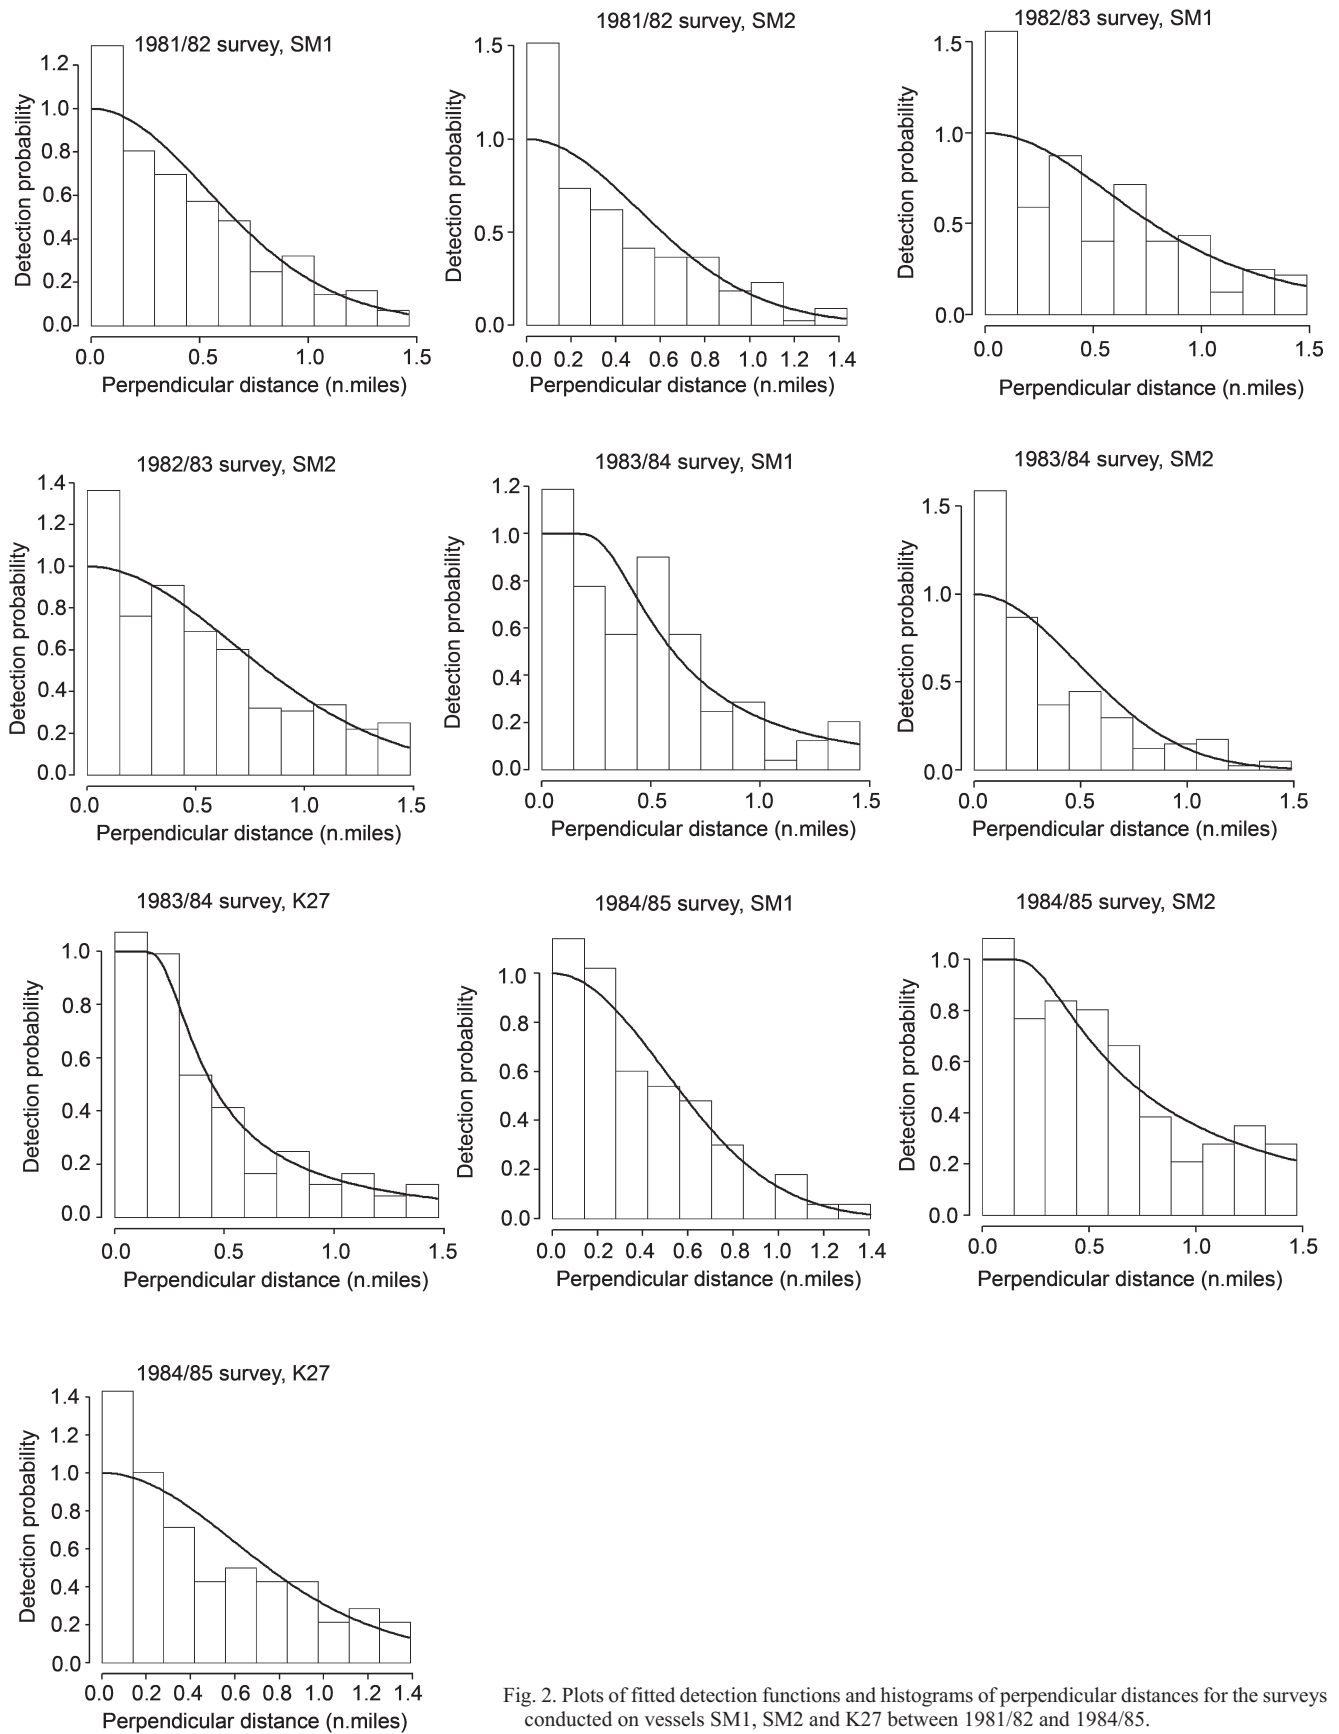 1981/82 survey, SM1
Detection probability
1.2
1.0
0.8
0.6
0.4
0.2
0.0
0.0 0.5 1.0 1.5
Perpendicular distance (n.miles)
1981/82 survey, SM2
Detection probability
1.5
1.0
0.5
0.0
0.0 0.2 0.4 0.6 0.8 1.0 1.2 1.4
Perpendicular distance (n.miles)
1982/83 survey, SM1
Detection probability
1.5
1.0
0.5
0.0
0.0 0.5 1.0 1.5
Perpendicular distance (n.miles)
1982/83 survey, SM2
Detection probability
1.4
1.2
1.0
0.8
0.6
0.4
0.2
0.0
0.0 0.5 1.0 1.5
Perpendicular distance (n.miles)
1983/84 survey, SM1
Detection probability
1.2
1.0
0.8
0.6
0.4
0.2
0.0
0.0 0.5 1.0 1.5
Perpendicular distance (n.miles)
1983/84 survey, SM2
Detection probability
1.5
1.0
0.5
0.0
0.0 0.5 1.0 1.5
Perpendicular distance (n.miles)
1983/84 survey, K27
Detection probability
1.0
0.8
0.6
0.4
0.2
0.0
0.0 0.5 1.0 1.5
Perpendicular distance (n.miles)
1984/85 survey, SM1
Detection probability
1.0
0.8
0.6
0.4
0.2
0.0
0.0 0.2 0.4 0.6 0.8 1.0 1.2 1.4
Perpendicular distance (n.miles)
1984/85 survey, SM2
Detection probability
1.0
0.8
0.6
0.4
0.2
0.0
0.0 0.5 1.0 1.5
Perpendicular distance (n.miles)
1984/85 survey, K27
Detection probability
1.4
1.2
1.0
0.8
0.6
0.4
0.2
0.0
0.0 0.2 0.4 0.6 0.8 1.0 1.2 1.4
Perpendicular distance (n.miles)
Fig. 2. Plots of fitted detection functions and histograms of perpendicular distances for the surveys
conducted on vessels SM1, SM2 and K27 between 1981/82 and 1984/85.